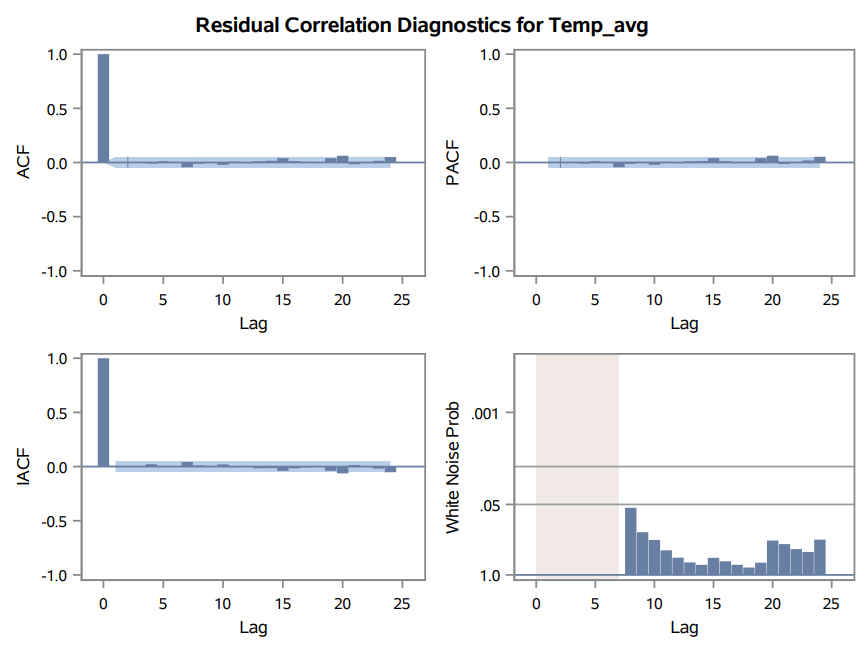 Residual Correlation Diagnostics for Temp_avg
1.0
0.5
0.0
-0.5
-1.0
ACF
0 5 10 15 20 25
Lag
1.0
0.5
0.0
-0.5
-1.0
PACF
0 5 10 15 20 25
Lag
1.0
0.5
0.0
-0.5
-1.0
IACF
0 5 10 15 20 25
Lag
.001
.05
1.0
White Noise Prob
0 5 10 15 20 25
Lag